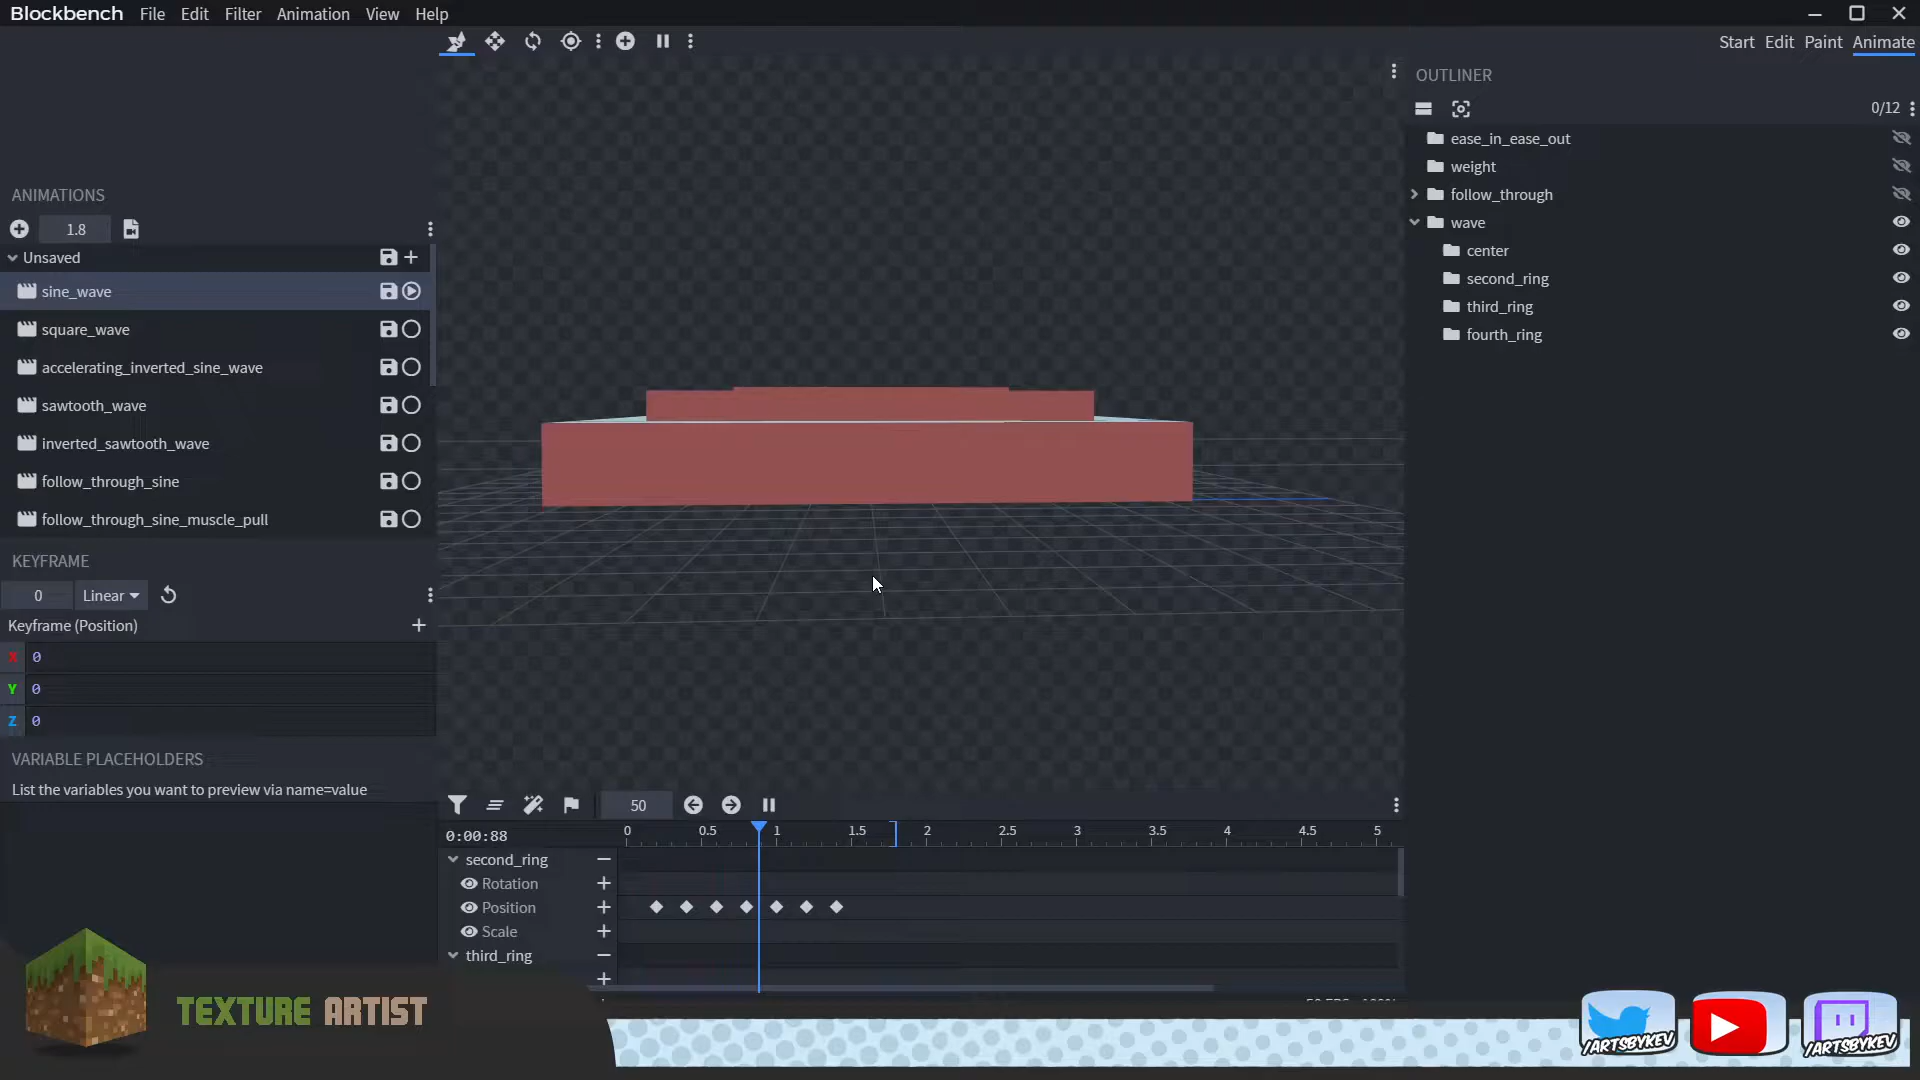 Blockbench File Edit Filter Animation View Help
Start Edit Paint Animate
OUTLINER
0/12
ease_in_ease_out
weight
follow_through
wave
center
second_ring
third_ring
fourth_ring
ANIMATIONS
1.8
Unsaved
sine_wave
square_wave
accelerating_inverted_sine_wave
sawtooth_wave
inverted_sawtooth_wave
follow_through_sine
follow_through_sine_muscle_pull
KEYFRAME
0 Linear
Keyframe (Position)
X 0
Y 0
Z 0
VARIABLE PLACEHOLDERS
List the variables you want to preview via name=value
50
0:00:88 0 0.5 1 1.5 2 2.5 3 3.5 4 4.5 5
second_ring
Rotation
Position
Scale
third_ring
TEXTURE ARTIST
/ARTSBYKEV
/ARTSBYKEV